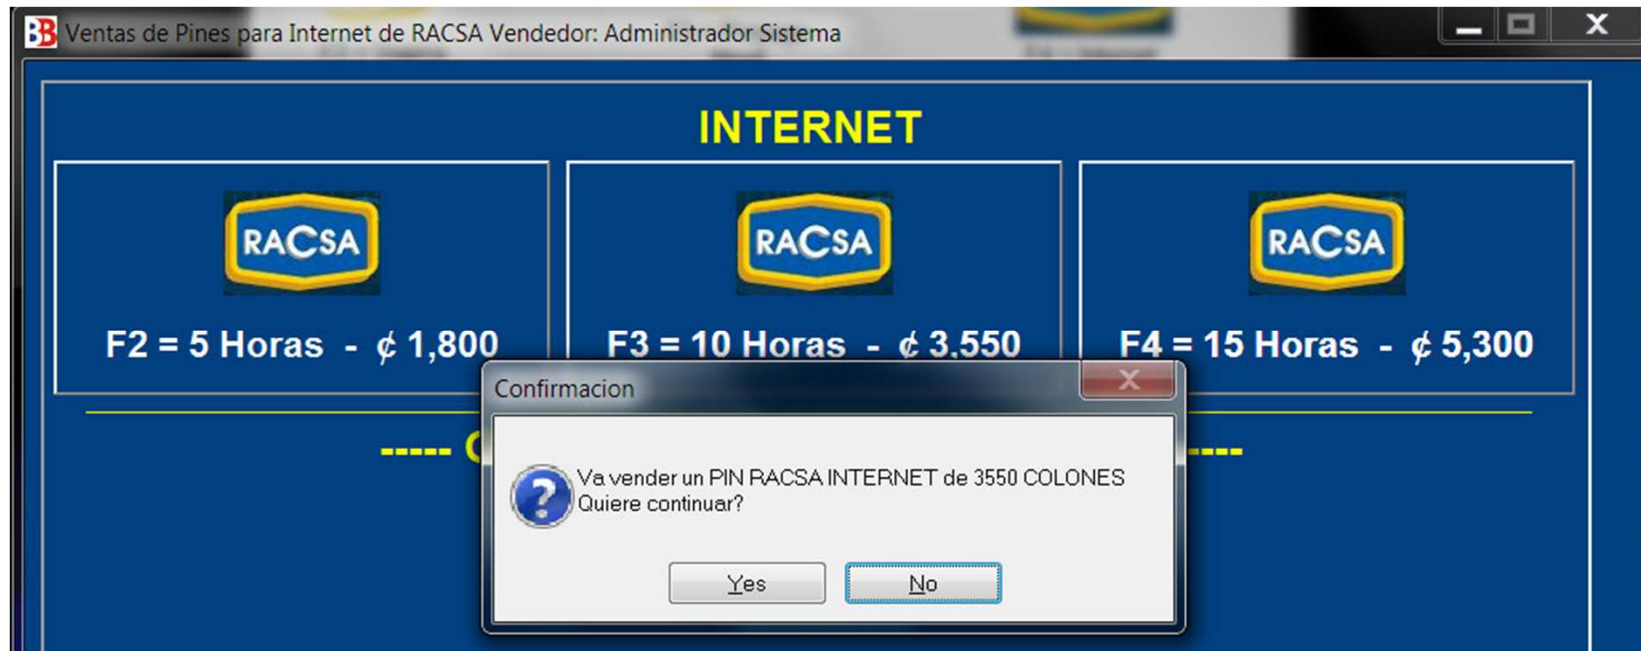 BB Ventas de Pines para Internet de RACSA Vendedor: Administrador Sistema
INTERNET
RACSA
RACSA
RACSA
F2 = 5 Horas - ¢ 1,800
F3 = 10 Horas - ¢ 3,550
F4 = 15 Horas - ¢ 5,300
Confirmacion
Va vender un PIN RACSA INTERNET de 3550 COLONES
Quiere continuar?
Yes
No